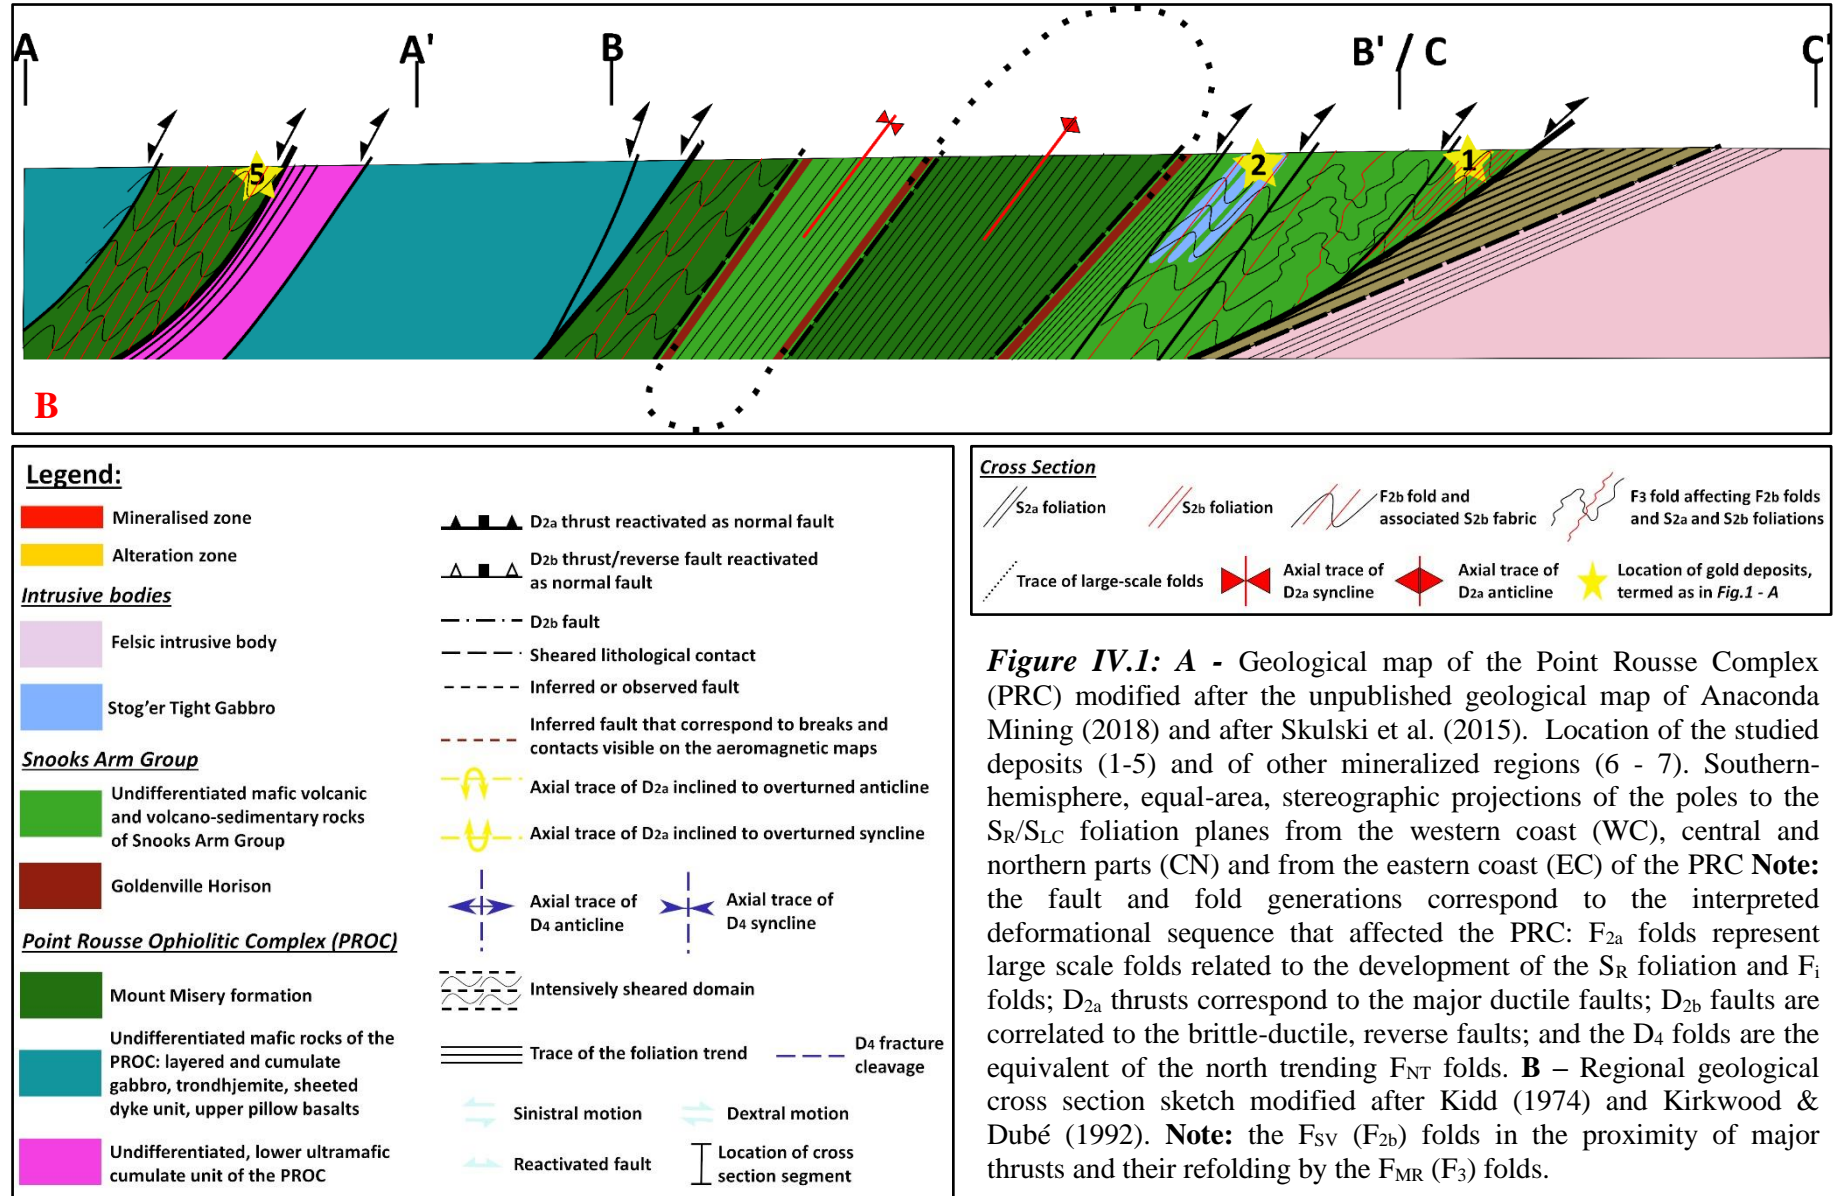 A
A'
B
B' / C
C'
5
2
1
B
Legend:
Mineralised zone
Alteration zone
Intrusive bodies
Felsic intrusive body
Stog'er Tight Gabbro
Snooks Arm Group
Undifferentiated mafic volcanic
and volcano-sedimentary rocks
of Snooks Arm Group
Goldenville Horison
Point Rousse Ophiolitic Complex (PROC)
Mount Misery formation
Undifferentiated mafic rocks of the
PROC: layered and cumulate
gabbro, trondhjemite, sheeted
dyke unit, upper pillow basalts
Undifferentiated, lower ultramafic
cumulate unit of the PROC
D2a thrust reactivated as normal fault
D2b thrust/reverse fault reactivated
as normal fault
D2b fault
Sheared lithological contact
Inferred or observed fault
Inferred fault that correspond to breaks and
contacts visible on the aeromagnetic maps
Axial trace of D2a inclined to overturned anticline
Axial trace of D2a inclined to overturned syncline
Axial trace of
D4 anticline
Axial trace of
D4 syncline
Intensively sheared domain
Trace of the foliation trend
D4 fracture
cleavage
Sinistral motion
Dextral motion
Reactivated fault
Location of cross
section segment
Cross Section
S2a foliation
S2b foliation
F2b fold and
associated S2b fabric
F3 fold affecting F2b folds
and S2a and S2b foliations
Trace of large-scale folds
Axial trace of
D2a syncline
Axial trace of
D2a anticline
Location of gold deposits,
termed as in Fig.1 - A
Figure IV.1: A - Geological map of the Point Rousse Complex
(PRC) modified after the unpublished geological map of Anaconda
Mining (2018) and after Skulski et al. (2015). Location of the studied
deposits (1-5) and of other mineralized regions (6 - 7). Southern-
hemisphere, equal-area, stereographic projections of the poles to the
SR/SLC foliation planes from the western coast (WC), central and
northern parts (CN) and from the eastern coast (EC) of the PRC Note:
the fault and fold generations correspond to the interpreted
deformational sequence that affected the PRC: F2a folds represent
large scale folds related to the development of the SR foliation and Fi
folds; D2a thrusts correspond to the major ductile faults; D2b faults are
correlated to the brittle-ductile, reverse faults; and the D4 folds are the
equivalent of the north trending FNT folds. B – Regional geological
cross section sketch modified after Kidd (1974) and Kirkwood &
Dubé (1992). Note: the FSV (F2b) folds in the proximity of major
thrusts and their refolding by the FMR (F3) folds.